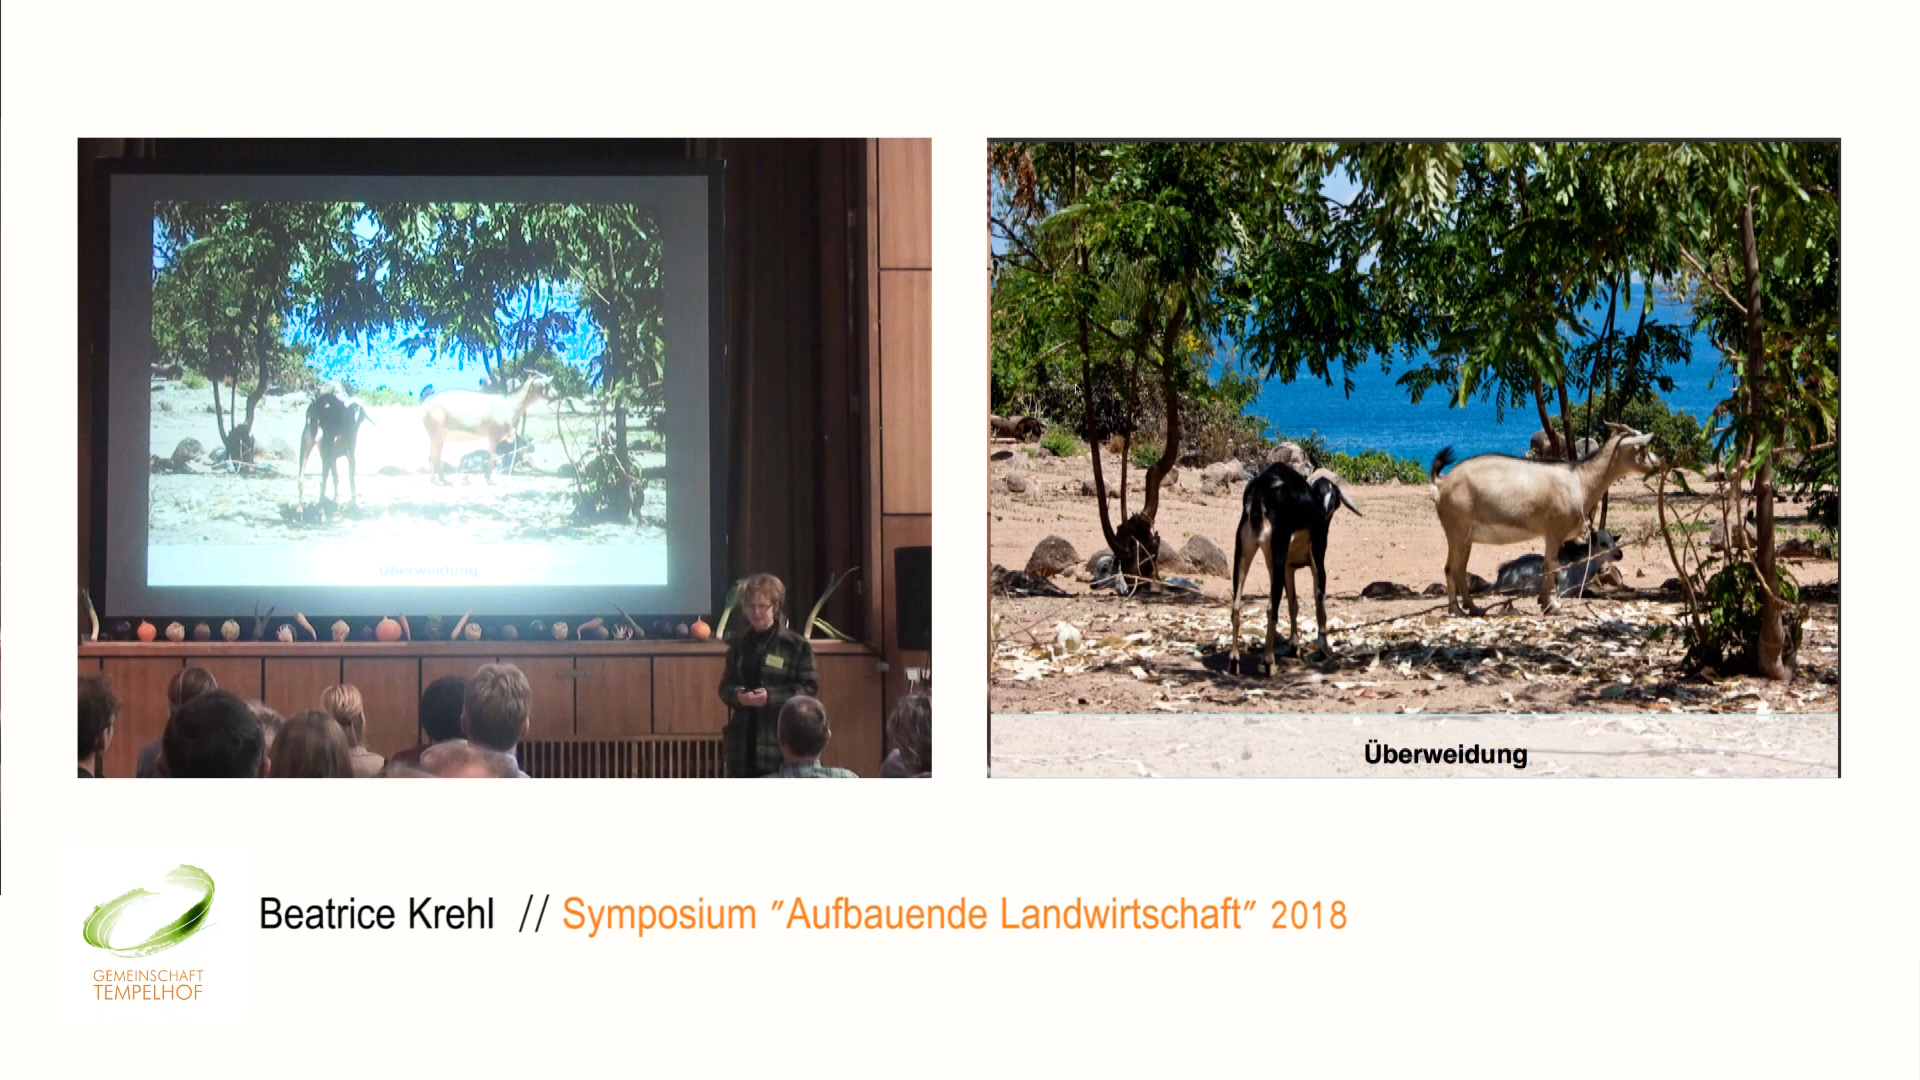 Überweidung
Überweidung
Beatrice Krehl // Symposium "Aufbauende Landwirtschaft" 2018
GEMEINSCHAFT
TEMPELHOF